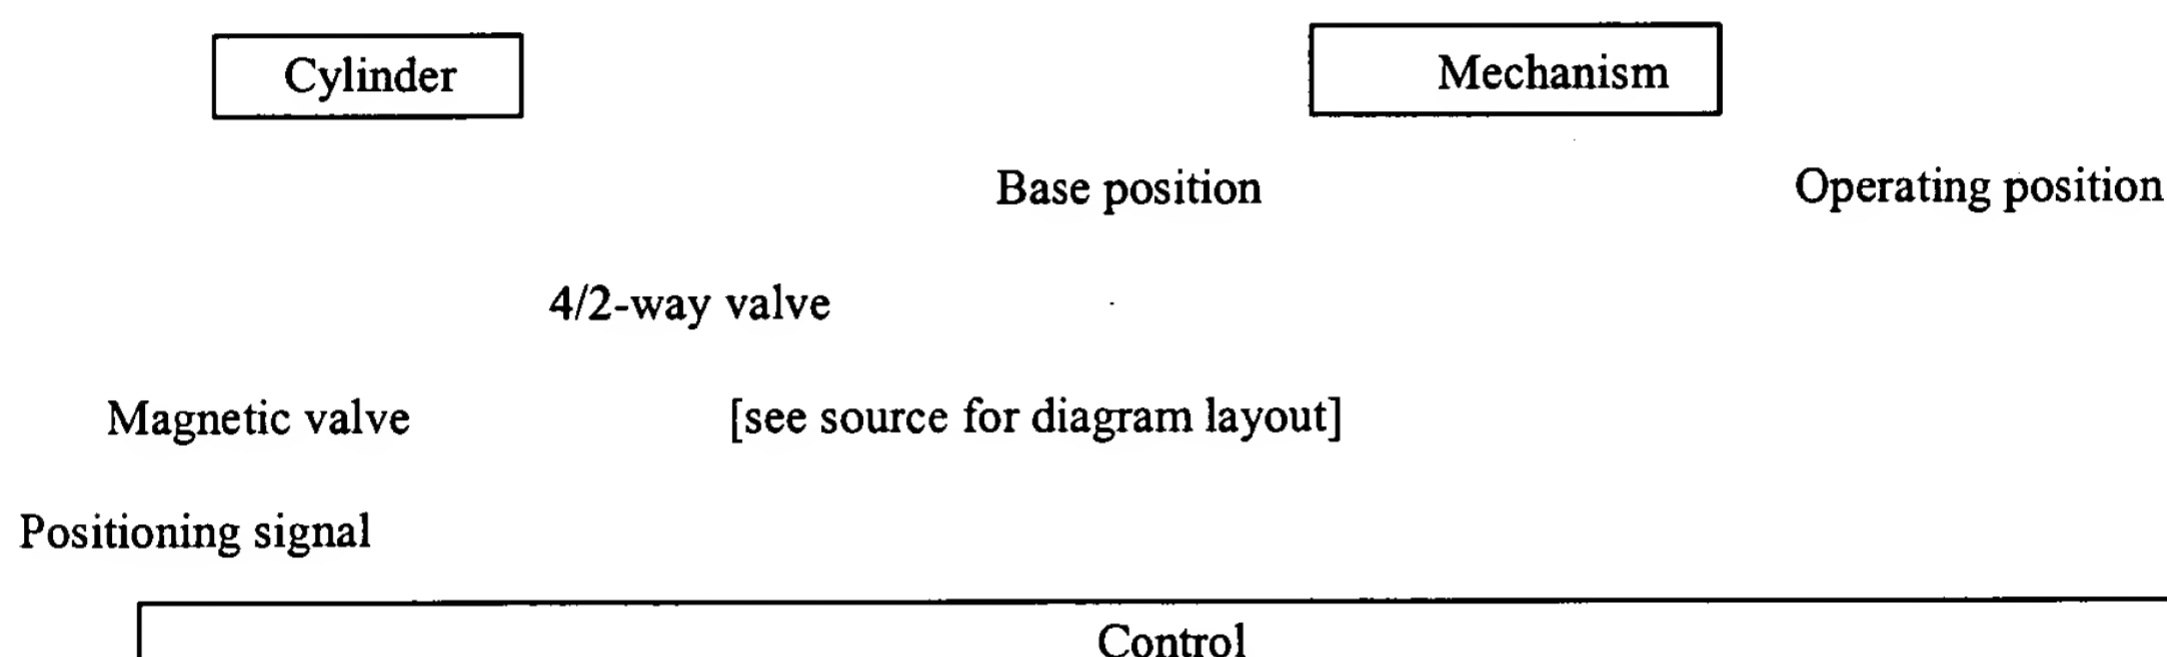 Cylinder Mechanism
Base position Operating position
4/2-way valve
Magnetic valve [see source for diagram layout]
Positioning signal
Control